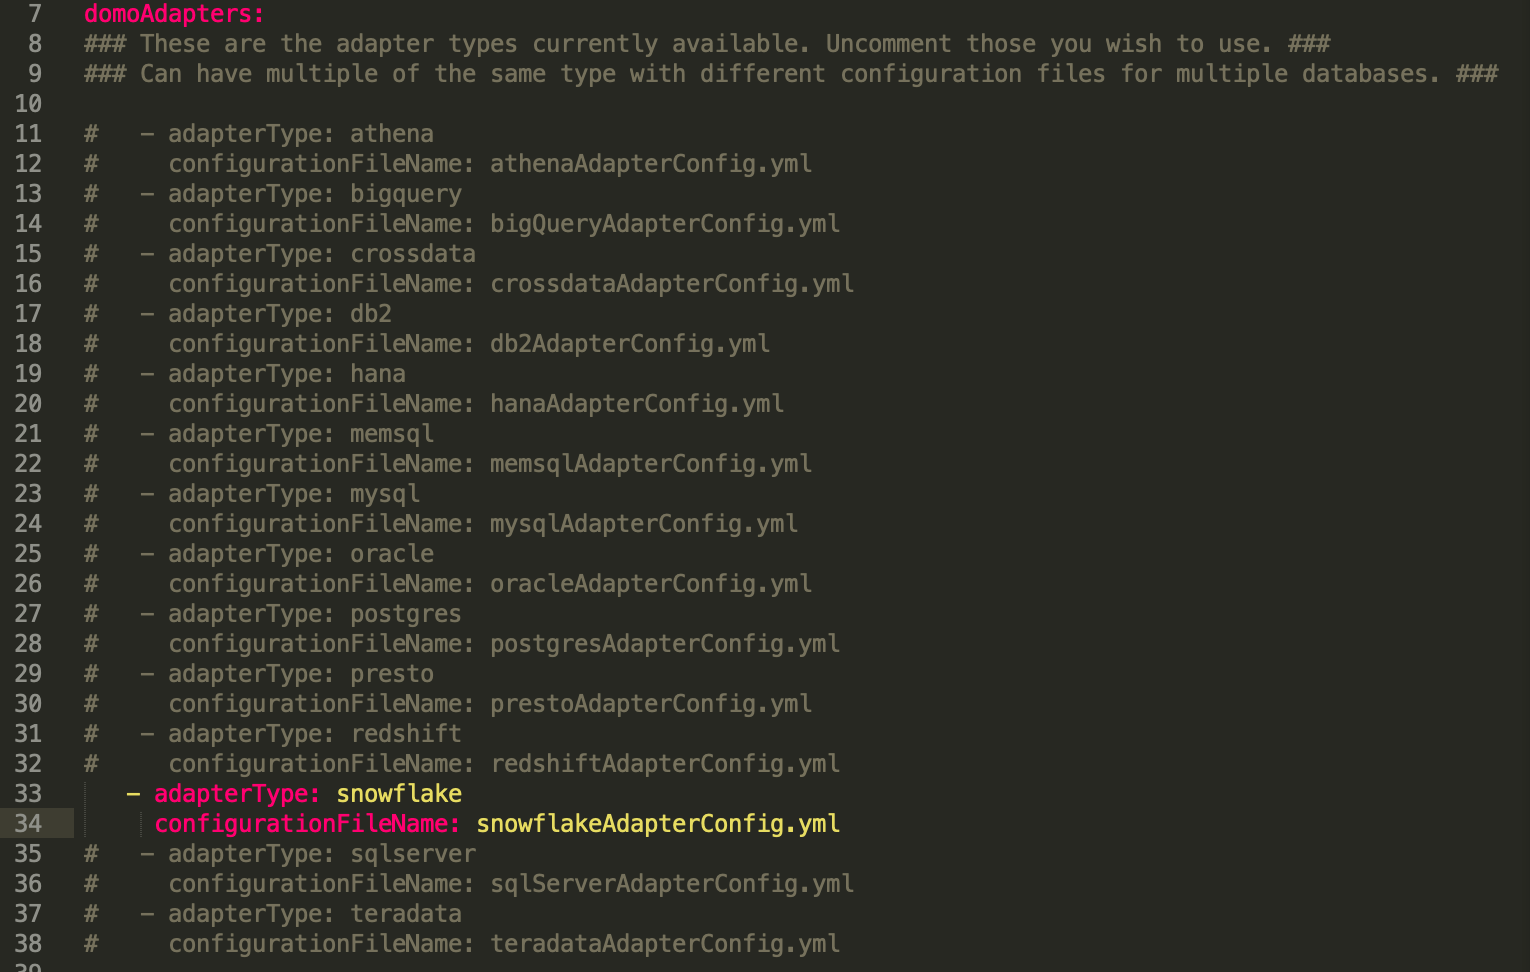 7 domoAdapters:
8 ### These are the adapter types currently available. Uncomment those you wish to use. ###
9 ### Can have multiple of the same type with different configuration files for multiple databases. ###
10
11 #   - adapterType: athena
12 #     configurationFileName: athenaAdapterConfig.yml
13 #   - adapterType: bigquery
14 #     configurationFileName: bigQueryAdapterConfig.yml
15 #   - adapterType: crossdata
16 #     configurationFileName: crossdataAdapterConfig.yml
17 #   - adapterType: db2
18 #     configurationFileName: db2AdapterConfig.yml
19 #   - adapterType: hana
20 #     configurationFileName: hanaAdapterConfig.yml
21 #   - adapterType: memsql
22 #     configurationFileName: memsqlAdapterConfig.yml
23 #   - adapterType: mysql
24 #     configurationFileName: mysqlAdapterConfig.yml
25 #   - adapterType: oracle
26 #     configurationFileName: oracleAdapterConfig.yml
27 #   - adapterType: postgres
28 #     configurationFileName: postgresAdapterConfig.yml
29 #   - adapterType: presto
30 #     configurationFileName: prestoAdapterConfig.yml
31 #   - adapterType: redshift
32 #     configurationFileName: redshiftAdapterConfig.yml
33    - adapterType: snowflake
34      configurationFileName: snowflakeAdapterConfig.yml
35 #   - adapterType: sqlserver
36 #     configurationFileName: sqlServerAdapterConfig.yml
37 #   - adapterType: teradata
38 #     configurationFileName: teradataAdapterConfig.yml
39